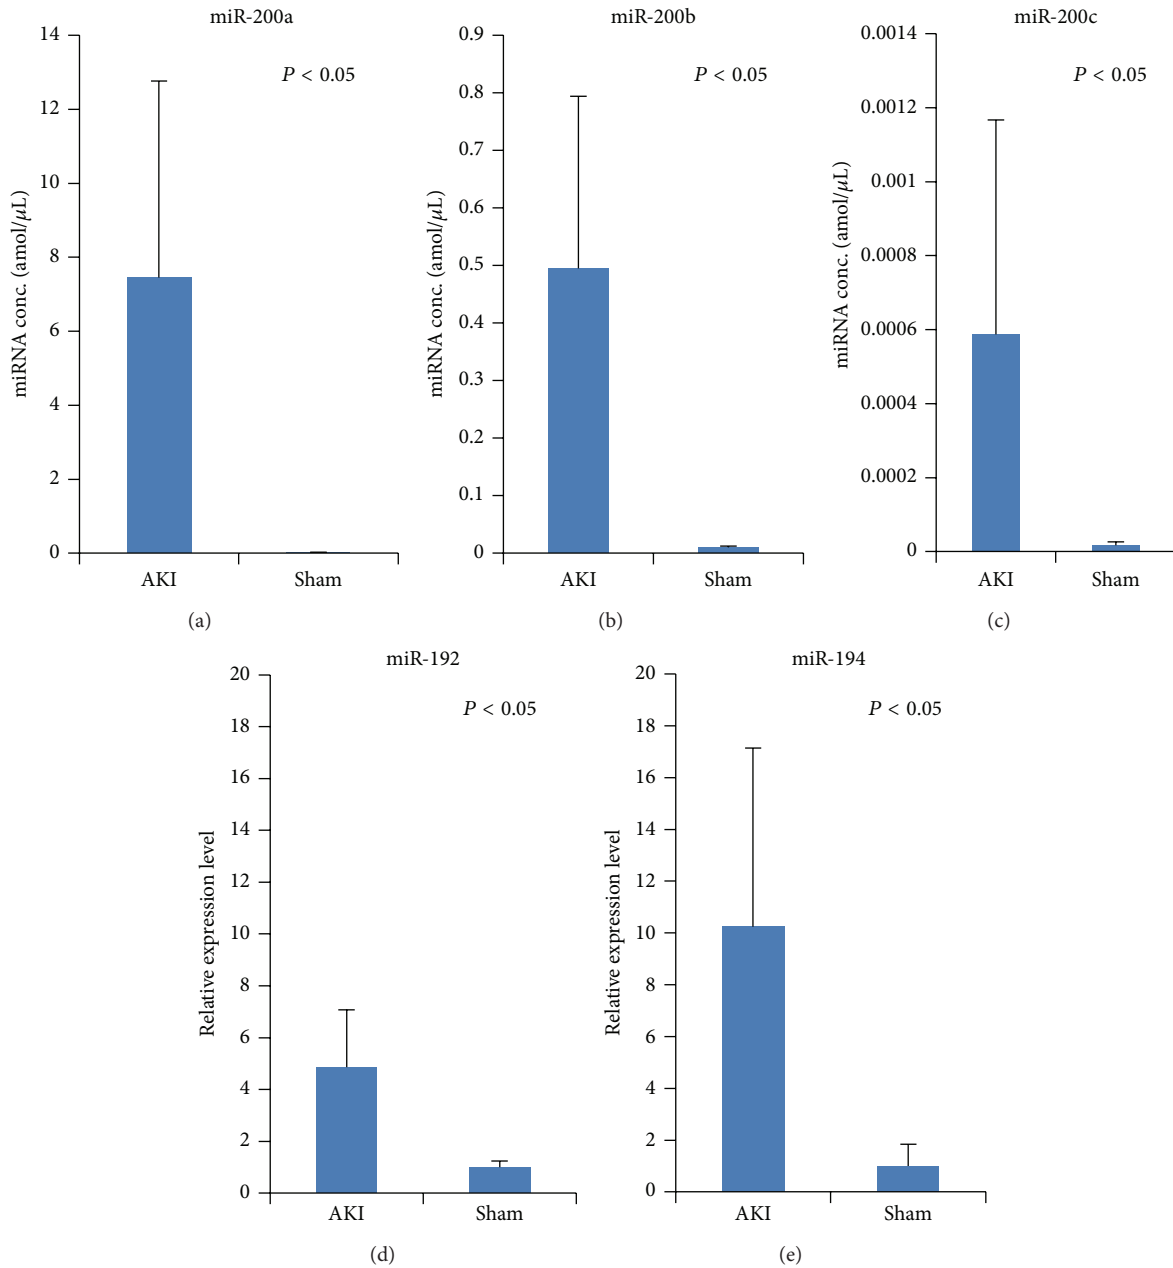 miR-200a
14
12
10
8
6
4
2
0
miRNA conc. (amol/μL)
P < 0.05
AKI
Sham
(a)
miR-200b
0.9
0.8
0.7
0.6
0.5
0.4
0.3
0.2
0.1
0
miRNA conc. (amol/μL)
P < 0.05
AKI
Sham
(b)
miR-200c
0.0014
0.0012
0.001
0.0008
0.0006
0.0004
0.0002
0
miRNA conc. (amol/μL)
P < 0.05
AKI
Sham
(c)
miR-192
20
18
16
14
12
10
8
6
4
2
0
Relative expression level
P < 0.05
AKI
Sham
(d)
miR-194
20
18
16
14
12
10
8
6
4
2
0
Relative expression level
P < 0.05
AKI
Sham
(e)